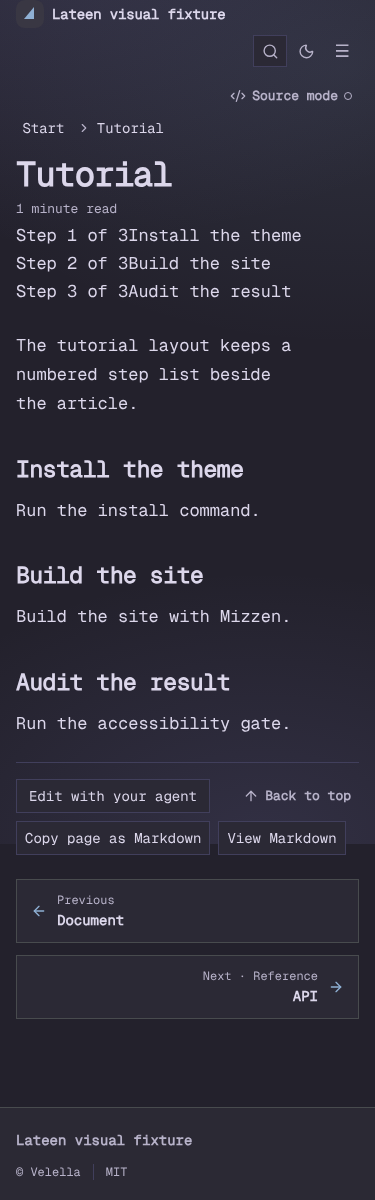 Lateen visual fixture
Source mode
Start
Tutorial
Tutorial
1 minute read
Step 1 of 3Install the theme
Step 2 of 3Build the site
Step 3 of 3Audit the result
The tutorial layout keeps a
numbered step list beside
the article.
Install the theme
Run the install command.
Build the site
Build the site with Mizzen.
Audit the result
Run the accessibility gate.
Edit with your agent
Back to top
Copy page as Markdown
View Markdown
Previous
Document
Next · Reference
API
Lateen visual fixture
© Velella
MIT